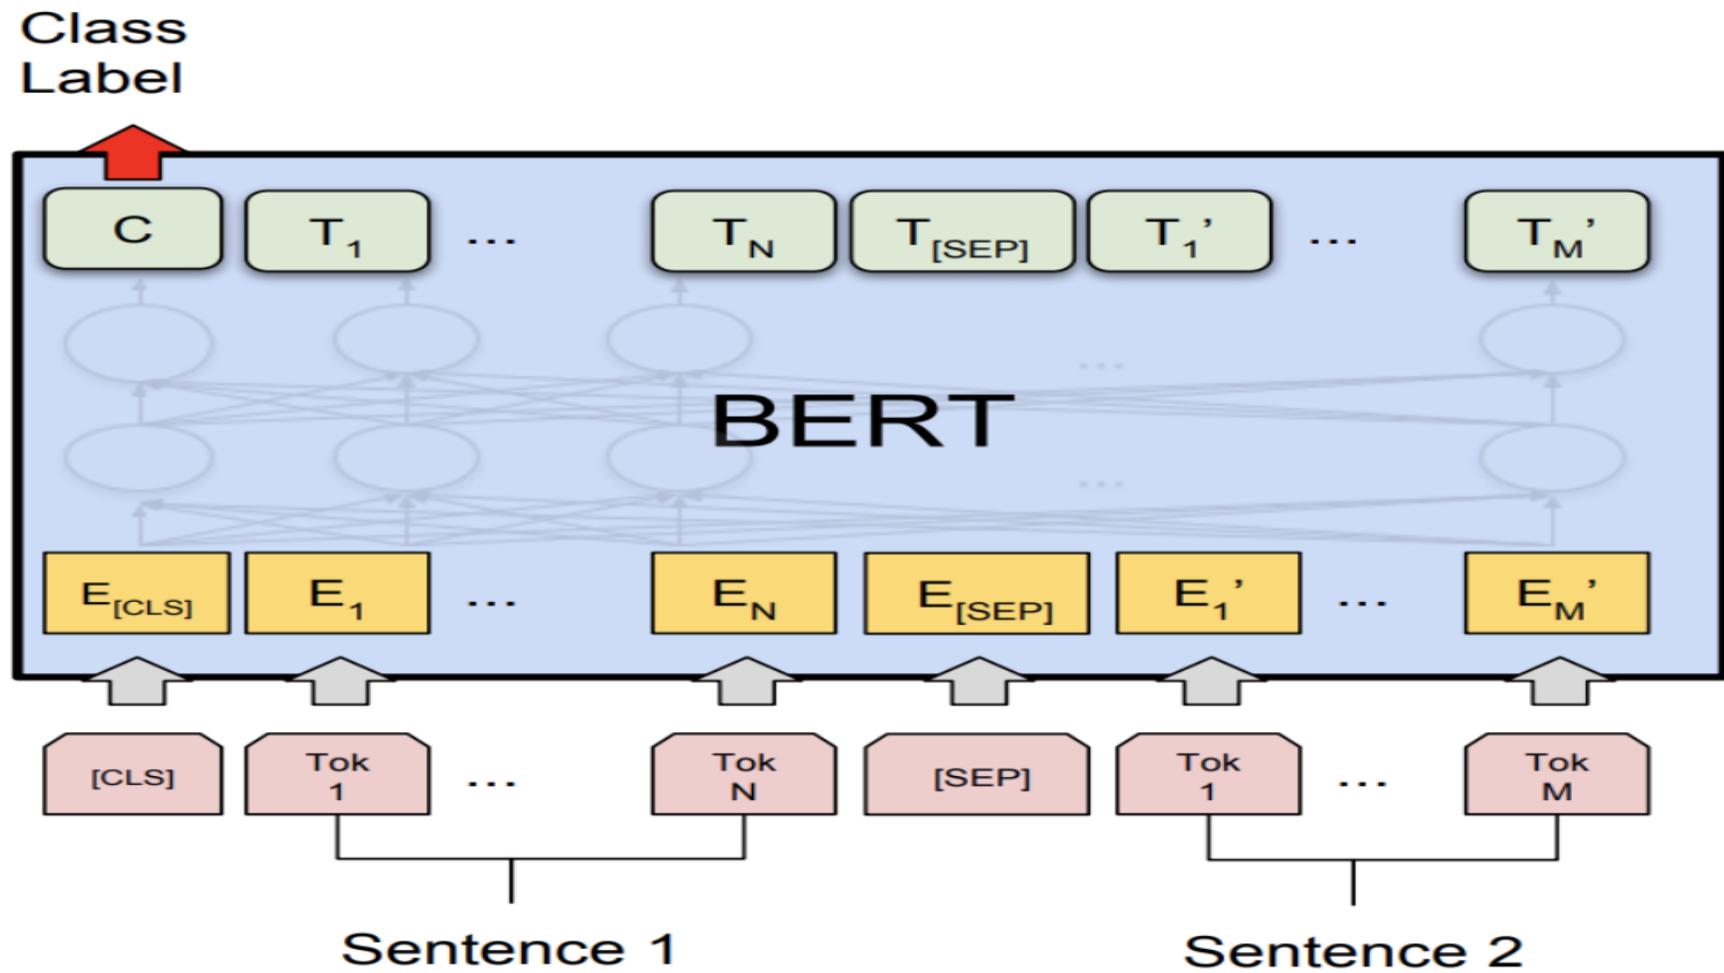 Class
Label
C T1 ... TN T[SEP] T1’ ... TM’
...
BERT
...
E[CLS] E1 ... EN E[SEP] E1’ ... EM’
[CLS] Tok 1 ... Tok N [SEP] Tok 1 ... Tok M
Sentence 1 Sentence 2